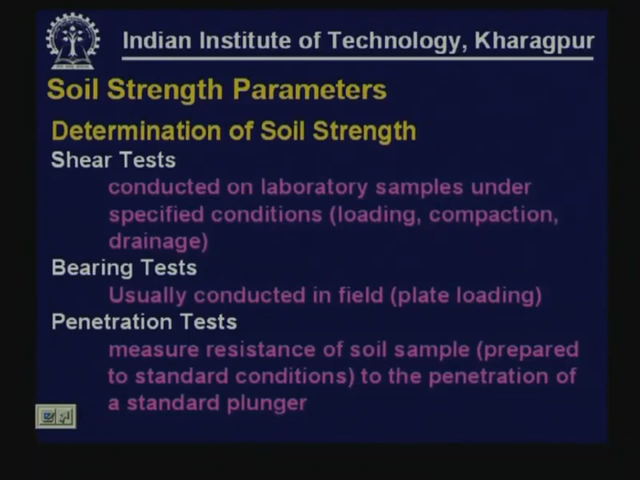 Indian Institute of Technology, Kharagpur
Soil Strength Parameters
Determination of Soil Strength
Shear Tests
conducted on laboratory samples under
specified conditions (loading, compaction,
drainage)
Bearing Tests
Usually conducted in field (plate loading)
Penetration Tests
measure resistance of soil sample (prepared
to standard conditions) to the penetration of
a standard plunger